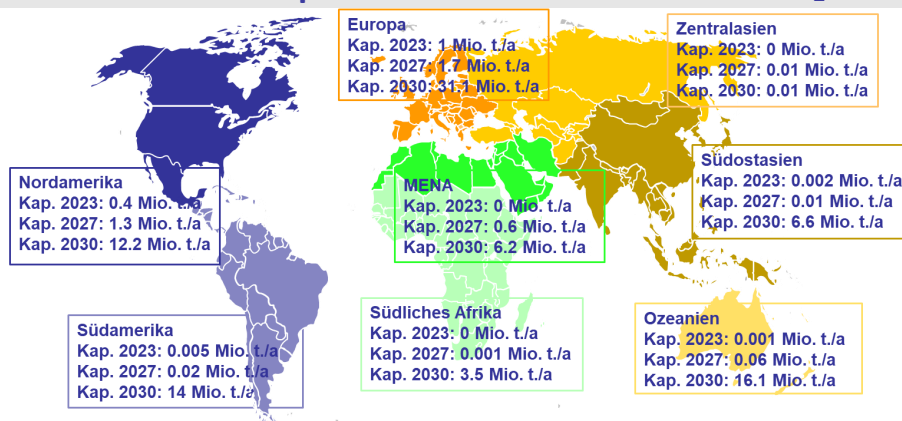 Europa
Kap. 2023: 1 Mio. t./a
Kap. 2027: 1.7 Mio. t./a
Kap. 2030: 31.1 Mio. t./a
Zentralasien
Kap. 2023: 0 Mio. t./a
Kap. 2027: 0.01 Mio. t./a
Kap. 2030: 0.01 Mio. t./a
Nordamerika
Kap. 2023: 0.4 Mio. t./a
Kap. 2027: 1.3 Mio. t./a
Kap. 2030: 12.2 Mio. t./a
MENA
Kap. 2023: 0 Mio. t./a
Kap. 2027: 0.6 Mio. t./a
Kap. 2030: 6.2 Mio. t./a
Südostasien
Kap. 2023: 0.002 Mio. t./a
Kap. 2027: 0.01 Mio. t./a
Kap. 2030: 6.6 Mio. t./a
Südamerika
Kap. 2023: 0.005 Mio. t./a
Kap. 2027: 0.02 Mio. t./a
Kap. 2030: 14 Mio. t./a
Südliches Afrika
Kap. 2023: 0 Mio. t./a
Kap. 2027: 0.001 Mio. t./a
Kap. 2030: 3.5 Mio. t./a
Ozeanien
Kap. 2023: 0.001 Mio. t./a
Kap. 2027: 0.06 Mio. t./a
Kap. 2030: 16.1 Mio. t./a